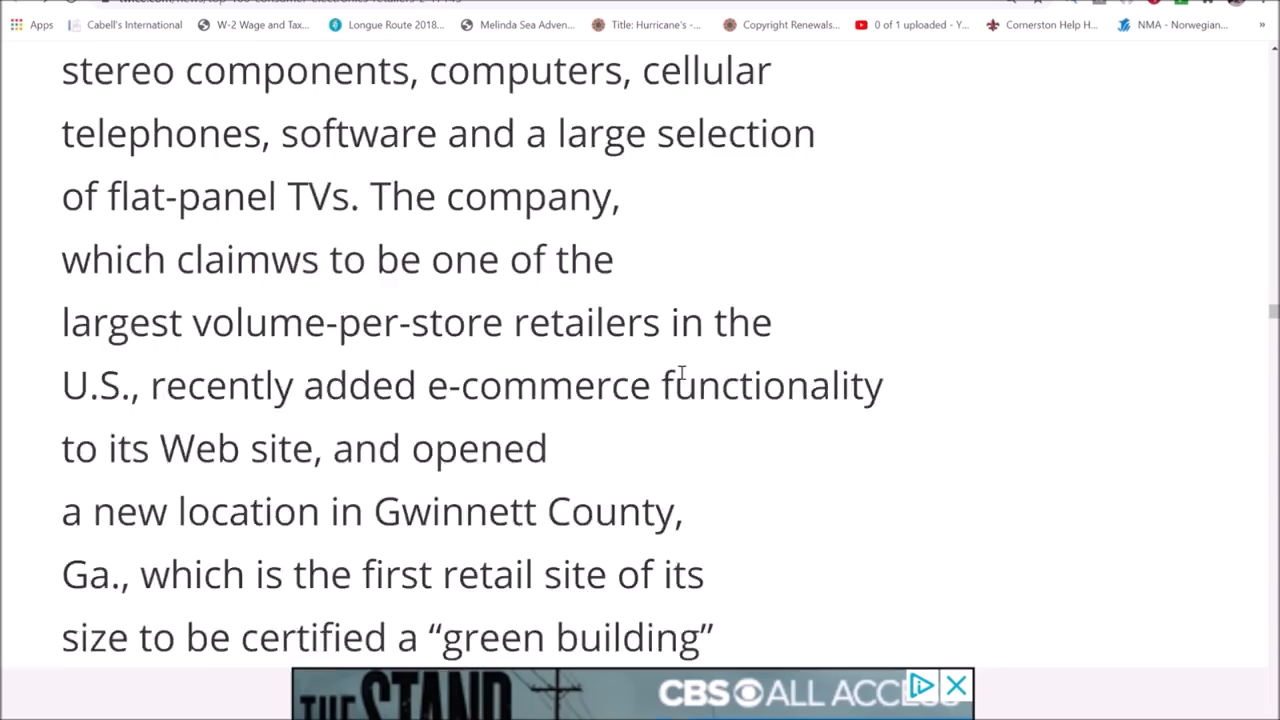 Apps
Cabell's International
W-2 Wage and Tax...
Longue Route 2018...
Melinda Sea Adven...
Title: Hurricane's -...
Copyright Renewals...
0 of 1 uploaded - Y...
Cornerston Help H...
NMA - Norwegian...
»
stereo components, computers, cellular
telephones, software and a large selection
of flat-panel TVs. The company,
which claimws to be one of the
largest volume-per-store retailers in the
U.S., recently added e-commerce functionality
to its Web site, and opened
a new location in Gwinnett County,
Ga., which is the first retail site of its
size to be certified a “green building”
THE STAND
CBS ALL ACCESS